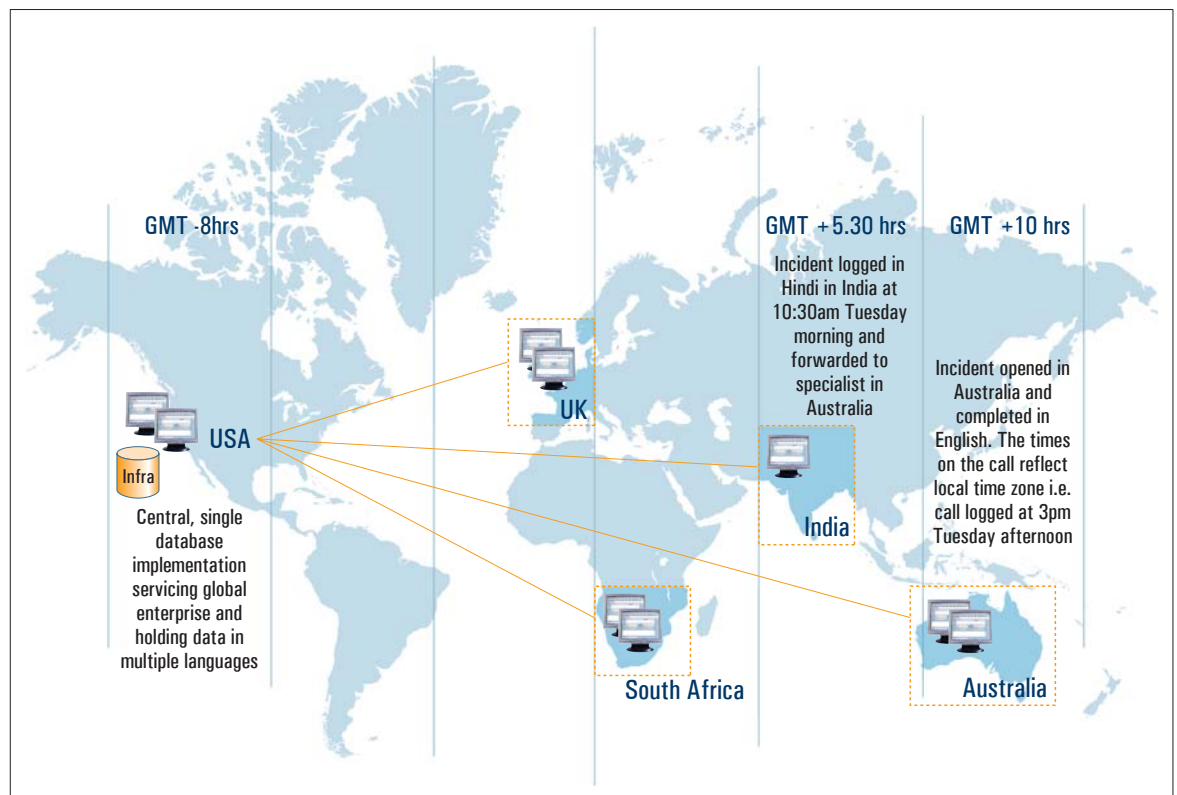 GMT -8hrs
GMT +5.30 hrs
GMT +10 hrs
Incident logged in
Hindi in India at
10:30am Tuesday
morning and
forwarded to
specialist in
Australia
Incident opened in
Australia and
completed in
English. The times
on the call reflect
local time zone i.e.
call logged at 3pm
Tuesday afternoon
UK
USA
Infra
Central, single
database
implementation
servicing global
enterprise and
holding data in
multiple languages
India
South Africa
Australia